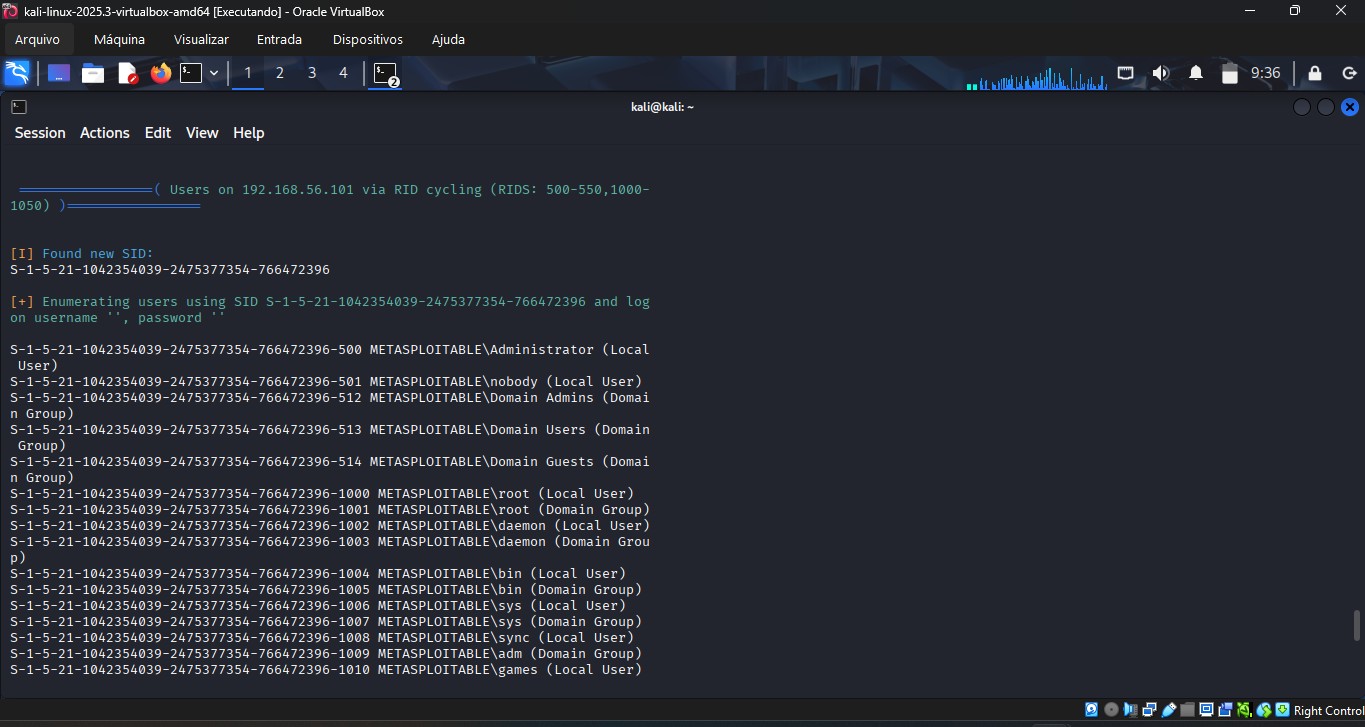 kali-linux-2025.3-virtualbox-amd64 [Executando] - Oracle VirtualBox
Arquivo Máquina Visualizar Entrada Dispositivos Ajuda
1 2 3 4 2 9:36
kali@kali: ~
Session Actions Edit View Help
=================( Users on 192.168.56.101 via RID cycling (RIDS: 500-550,1000-
1050) )=================
[I] Found new SID:
S-1-5-21-1042354039-2475377354-766472396
[+] Enumerating users using SID S-1-5-21-1042354039-2475377354-766472396 and log
on username '', password ''
S-1-5-21-1042354039-2475377354-766472396-500 METASPLOITABLE\Administrator (Local
User)
S-1-5-21-1042354039-2475377354-766472396-501 METASPLOITABLE\nobody (Local User)
S-1-5-21-1042354039-2475377354-766472396-512 METASPLOITABLE\Domain Admins (Domai
n Group)
S-1-5-21-1042354039-2475377354-766472396-513 METASPLOITABLE\Domain Users (Domain
Group)
S-1-5-21-1042354039-2475377354-766472396-514 METASPLOITABLE\Domain Guests (Domai
n Group)
S-1-5-21-1042354039-2475377354-766472396-1000 METASPLOITABLE\root (Local User)
S-1-5-21-1042354039-2475377354-766472396-1001 METASPLOITABLE\root (Domain Group)
S-1-5-21-1042354039-2475377354-766472396-1002 METASPLOITABLE\daemon (Local User)
S-1-5-21-1042354039-2475377354-766472396-1003 METASPLOITABLE\daemon (Domain Grou
p)
S-1-5-21-1042354039-2475377354-766472396-1004 METASPLOITABLE\bin (Local User)
S-1-5-21-1042354039-2475377354-766472396-1005 METASPLOITABLE\bin (Domain Group)
S-1-5-21-1042354039-2475377354-766472396-1006 METASPLOITABLE\sys (Local User)
S-1-5-21-1042354039-2475377354-766472396-1007 METASPLOITABLE\sys (Domain Group)
S-1-5-21-1042354039-2475377354-766472396-1008 METASPLOITABLE\sync (Local User)
S-1-5-21-1042354039-2475377354-766472396-1009 METASPLOITABLE\adm (Domain Group)
S-1-5-21-1042354039-2475377354-766472396-1010 METASPLOITABLE\games (Local User)
Right Control